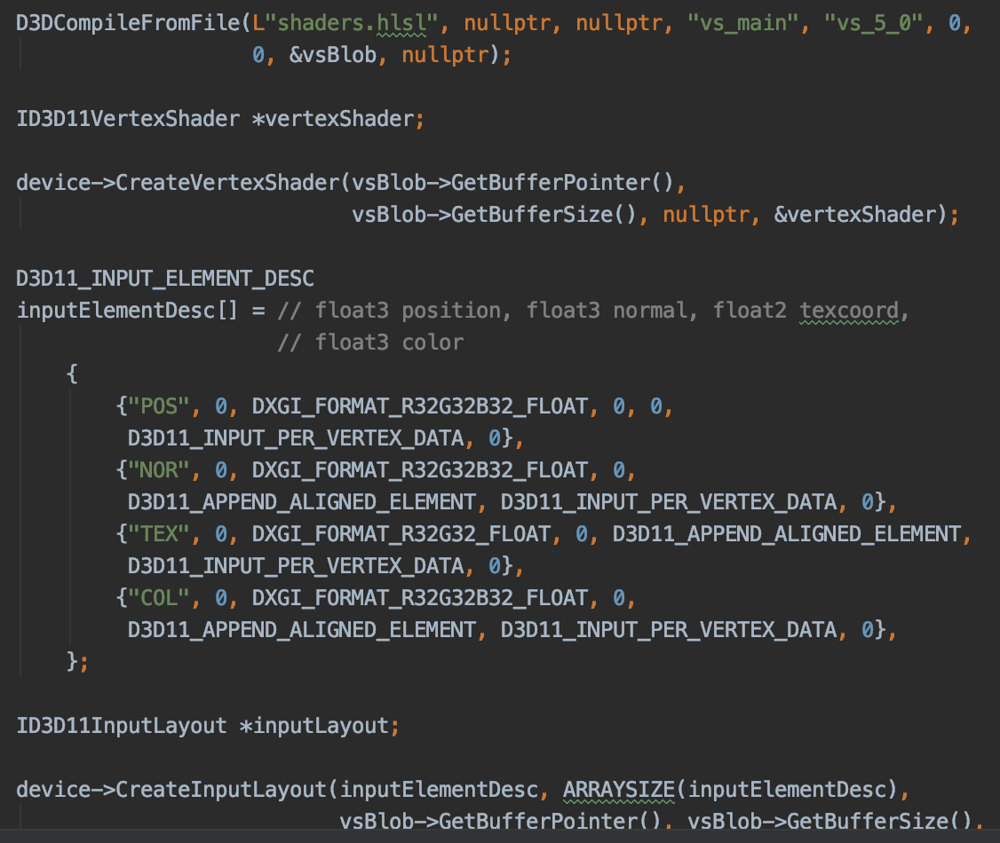 D3DCompileFromFile(L"shaders.hlsl", nullptr, nullptr, "vs_main", "vs_5_0", 0,
0, &vsBlob, nullptr);
ID3D11VertexShader *vertexShader;
device->CreateVertexShader(vsBlob->GetBufferPointer(),
vsBlob->GetBufferSize(), nullptr, &vertexShader);
D3D11_INPUT_ELEMENT_DESC
inputElementDesc[] = // float3 position, float3 normal, float2 texcoord,
// float3 color
{
{"POS", 0, DXGI_FORMAT_R32G32B32_FLOAT, 0, 0,
D3D11_INPUT_PER_VERTEX_DATA, 0},
{"NOR", 0, DXGI_FORMAT_R32G32B32_FLOAT, 0,
D3D11_APPEND_ALIGNED_ELEMENT, D3D11_INPUT_PER_VERTEX_DATA, 0},
{"TEX", 0, DXGI_FORMAT_R32G32_FLOAT, 0, D3D11_APPEND_ALIGNED_ELEMENT,
D3D11_INPUT_PER_VERTEX_DATA, 0},
{"COL", 0, DXGI_FORMAT_R32G32B32_FLOAT, 0,
D3D11_APPEND_ALIGNED_ELEMENT, D3D11_INPUT_PER_VERTEX_DATA, 0},
};
ID3D11InputLayout *inputLayout;
device->CreateInputLayout(inputElementDesc, ARRAYSIZE(inputElementDesc),
vsBlob->GetBufferPointer(), vsBlob->GetBufferSize(),